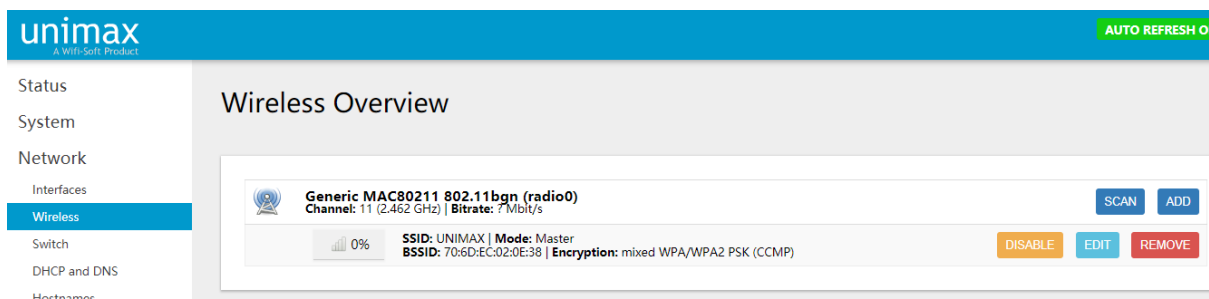 unimax
A Wifi-Soft Product
AUTO REFRESH O
Status
System
Network
Interfaces
Wireless
Switch
DHCP and DNS
Hostnames
Wireless Overview
Generic MAC80211 802.11bgn (radio0)
Channel: 11 (2.462 GHz) | Bitrate: ? Mbit/s
SCAN
ADD
0%
SSID: UNIMAX | Mode: Master
BSSID: 70:6D:EC:02:0E:38 | Encryption: mixed WPA/WPA2 PSK (CCMP)
DISABLE
EDIT
REMOVE